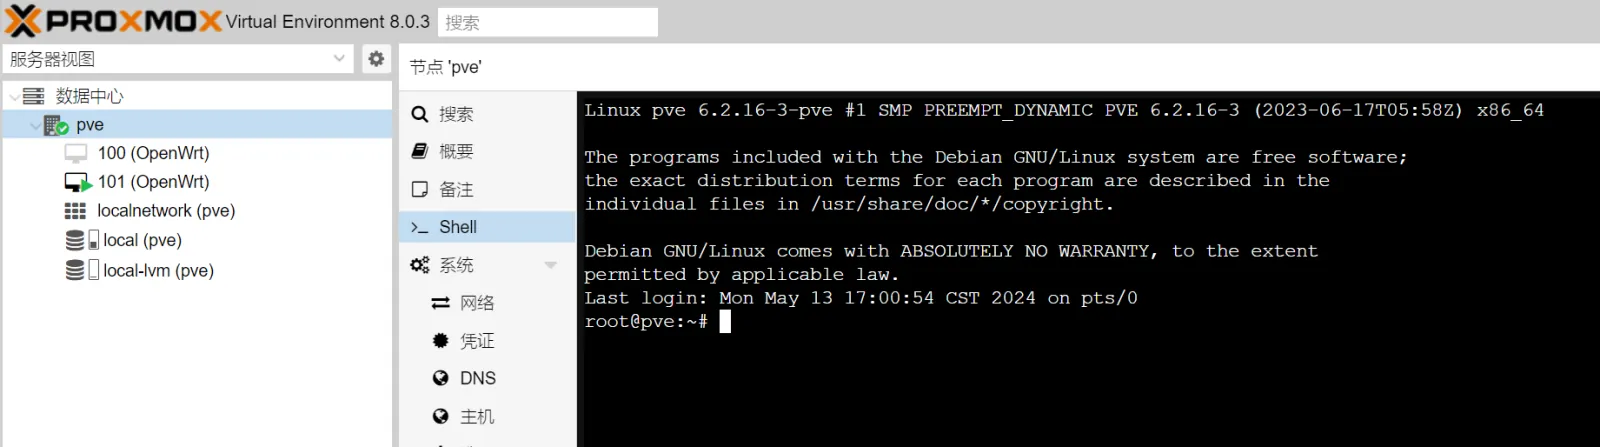 PROXMOX Virtual Environment 8.0.3 搜索
服务器视图
数据中心
pve
100 (OpenWrt)
101 (OpenWrt)
localnetwork (pve)
local (pve)
local-lvm (pve)
节点 'pve'
搜索
概要
备注
>_ Shell
系统
网络
凭证
DNS
主机
Linux pve 6.2.16-3-pve #1 SMP PREEMPT_DYNAMIC PVE 6.2.16-3 (2023-06-17T05:58Z) x86_64
The programs included with the Debian GNU/Linux system are free software;
the exact distribution terms for each program are described in the
individual files in /usr/share/doc/*/copyright.
Debian GNU/Linux comes with ABSOLUTELY NO WARRANTY, to the extent
permitted by applicable law.
Last login: Mon May 13 17:00:54 CST 2024 on pts/0
root@pve:~#